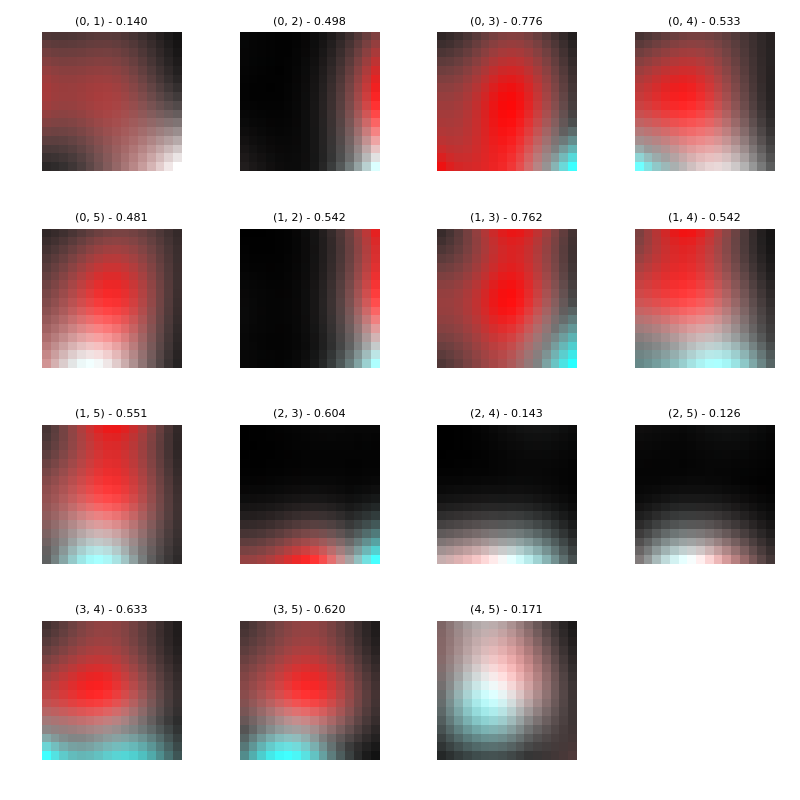 (0, 1) - 0.140
(0, 2) - 0.498
(0, 3) - 0.776
(0, 4) - 0.533
(0, 5) - 0.481
(1, 2) - 0.542
(1, 3) - 0.762
(1, 4) - 0.542
(1, 5) - 0.551
(2, 3) - 0.604
(2, 4) - 0.143
(2, 5) - 0.126
(3, 4) - 0.633
(3, 5) - 0.620
(4, 5) - 0.171